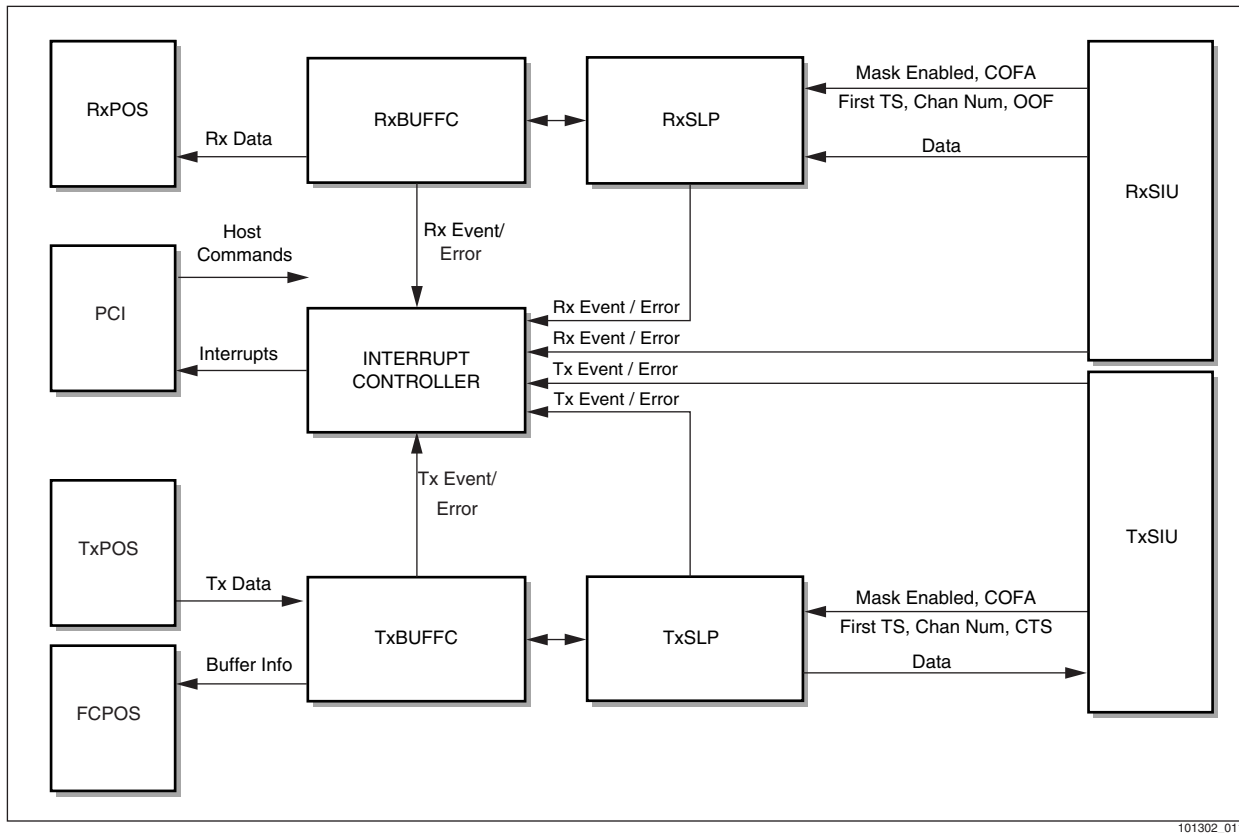 RxPOS
Rx Data
RxBUFFC
RxSLP
Mask Enabled, COFA
First TS, Chan Num, OOF
Data
RxSIU
Host
Commands
PCI
Interrupts
Rx Event/
Error
INTERRUPT
CONTROLLER
Rx Event / Error
Rx Event / Error
Tx Event / Error
Tx Event / Error
Tx Event/
Error
TxPOS
Tx Data
TxBUFFC
TxSLP
Mask Enabled, COFA
First TS, Chan Num, CTS
Data
TxSIU
Buffer Info
FCPOS
101302_01